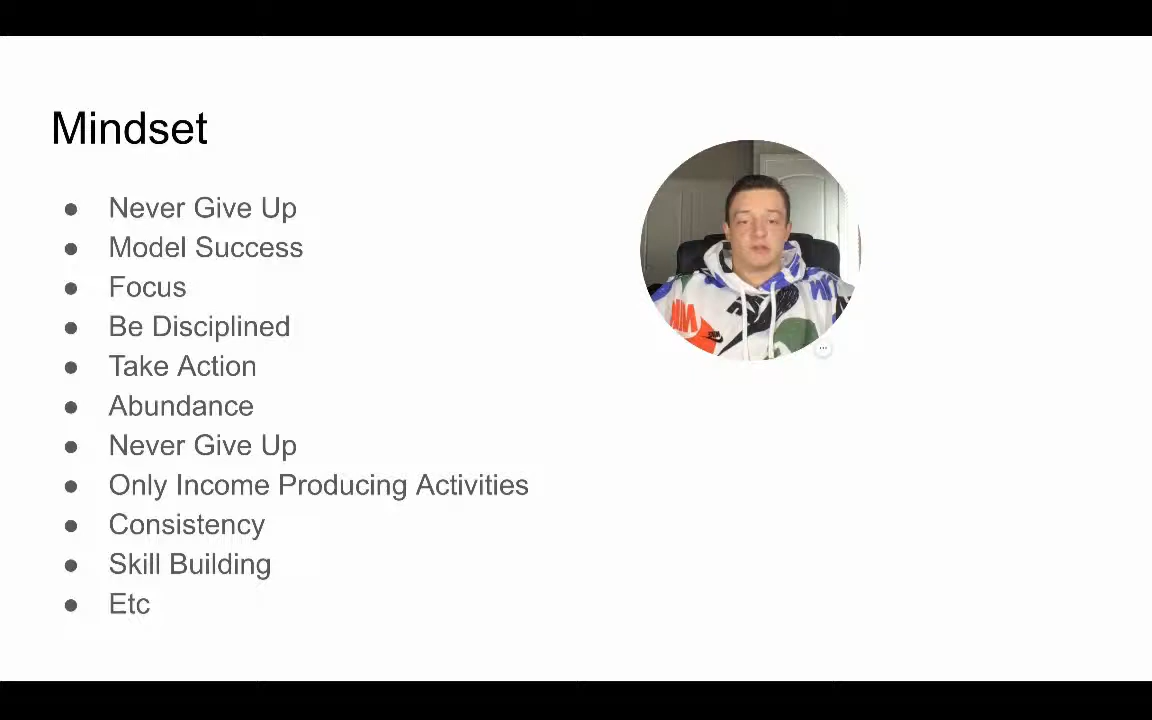 Mindset
● Never Give Up
● Model Success
● Focus
● Be Disciplined
● Take Action
● Abundance
● Never Give Up
● Only Income Producing Activities
● Consistency
● Skill Building
● Etc